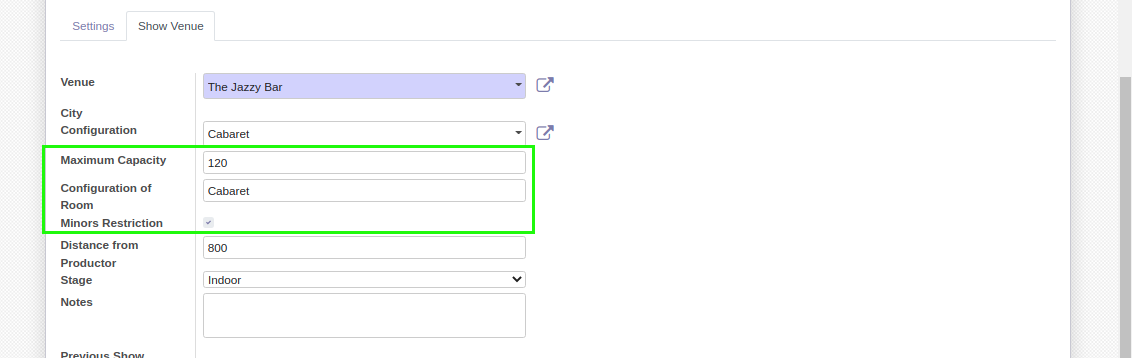 Settings Show Venue
Venue The Jazzy Bar
City
Configuration Cabaret
Maximum Capacity 120
Configuration of Room Cabaret
Minors Restriction
Distance from Productor 800
Stage Indoor
Notes
Previous Show